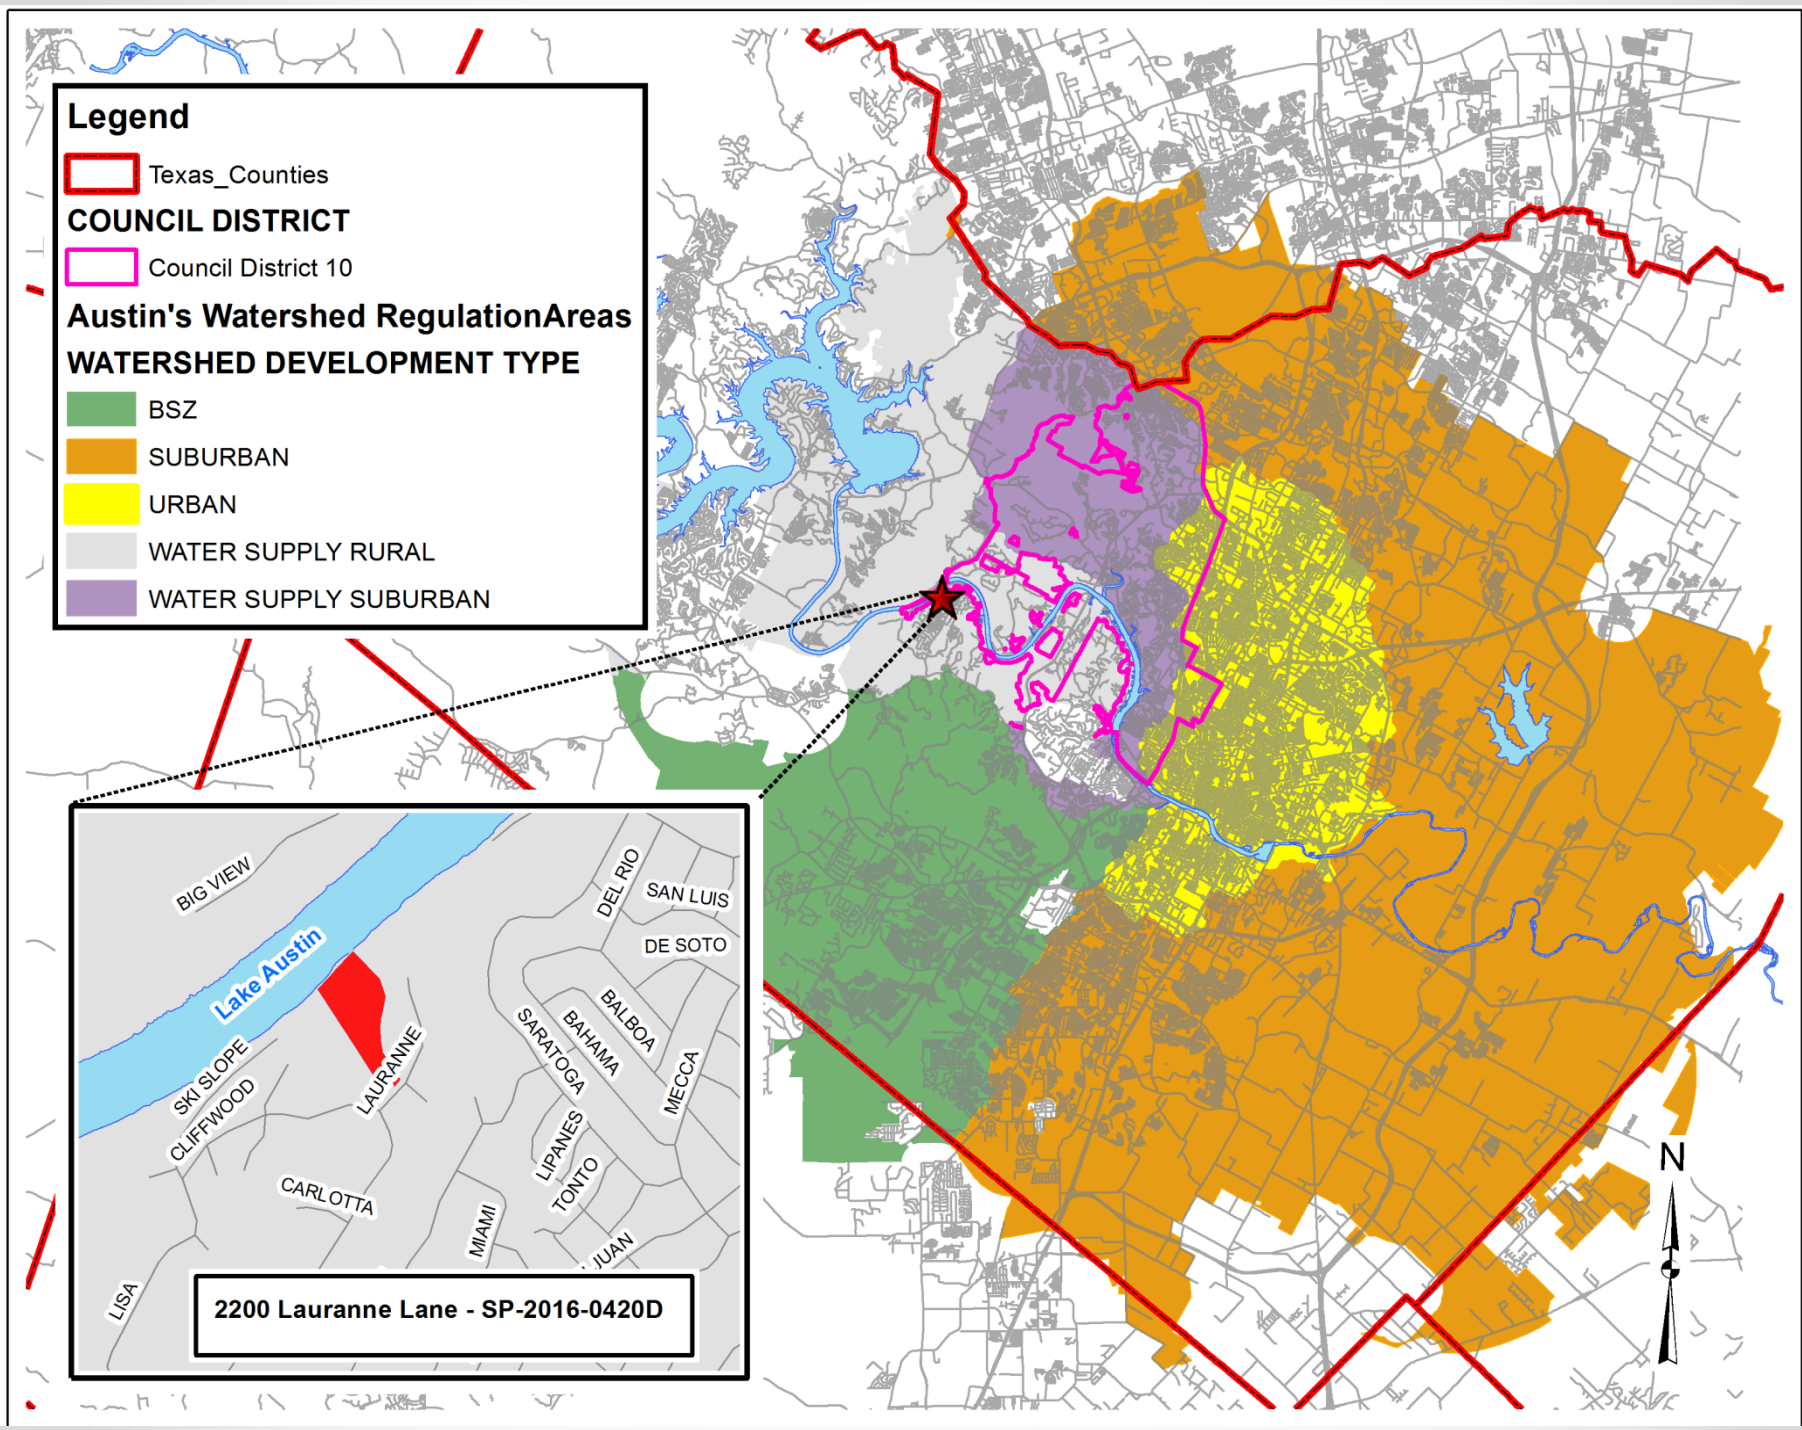 Legend
Texas_Counties
COUNCIL DISTRICT
Council District 10
Austin's Watershed RegulationAreas
WATERSHED DEVELOPMENT TYPE
BSZ
SUBURBAN
URBAN
WATER SUPPLY RURAL
WATER SUPPLY SUBURBAN
BIG VIEW
DEL RIO
SAN LUIS
DE SOTO
Lake Austin
BALBOA
BAHAMA
SARATOGA
MECCA
SKI SLOPE
CLIFFWOOD
LAURANNE
LIPANES
TONTO
CARLOTTA
MIAMI
JUAN
LISA
2200 Lauranne Lane - SP-2016-0420D
N